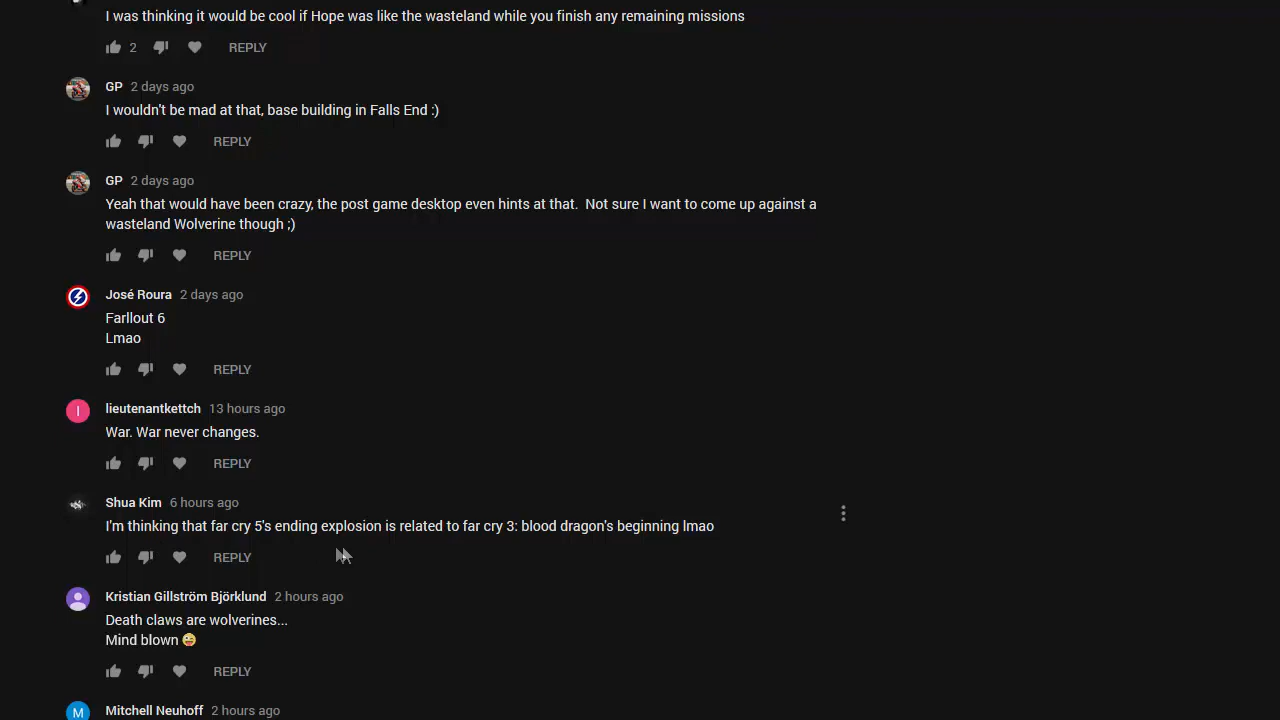 I was thinking it would be cool if Hope was like the wasteland while you finish any remaining missions
2 REPLY
GP 2 days ago
I wouldn't be mad at that, base building in Falls End :)
REPLY
GP 2 days ago
Yeah that would have been crazy, the post game desktop even hints at that.  Not sure I want to come up against a
wasteland Wolverine though ;)
REPLY
José Roura 2 days ago
Farllout 6
Lmao
REPLY
I
lieutenantkettch 13 hours ago
War. War never changes.
REPLY
Shua Kim 6 hours ago
I'm thinking that far cry 5's ending explosion is related to far cry 3: blood dragon's beginning lmao
REPLY
Kristian Gillström Björklund 2 hours ago
Death claws are wolverines...
Mind blown 😜
REPLY
M
Mitchell Neuhoff 2 hours ago